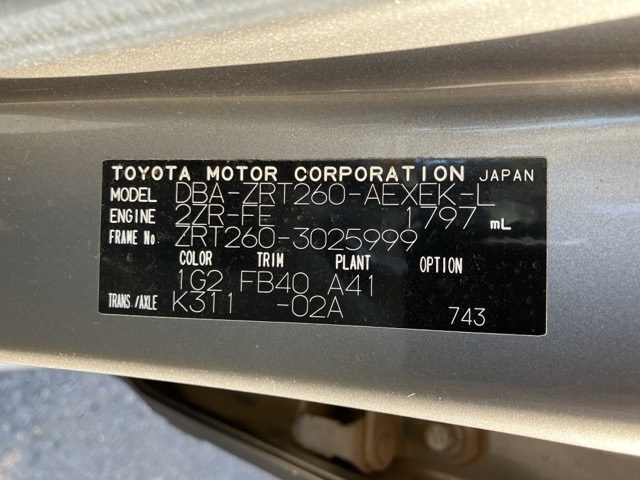 TOYOTA MOTOR CORPORATION JAPAN
MODEL DBA-ZRT260-AEXEK-L
ENGINE 2ZR-FE 1797 mL
FRAME No ZRT260-3025999
COLOR TRIM PLANT OPTION
1G2 FB40 A41
TRANS./AXLE K311 -02A 743